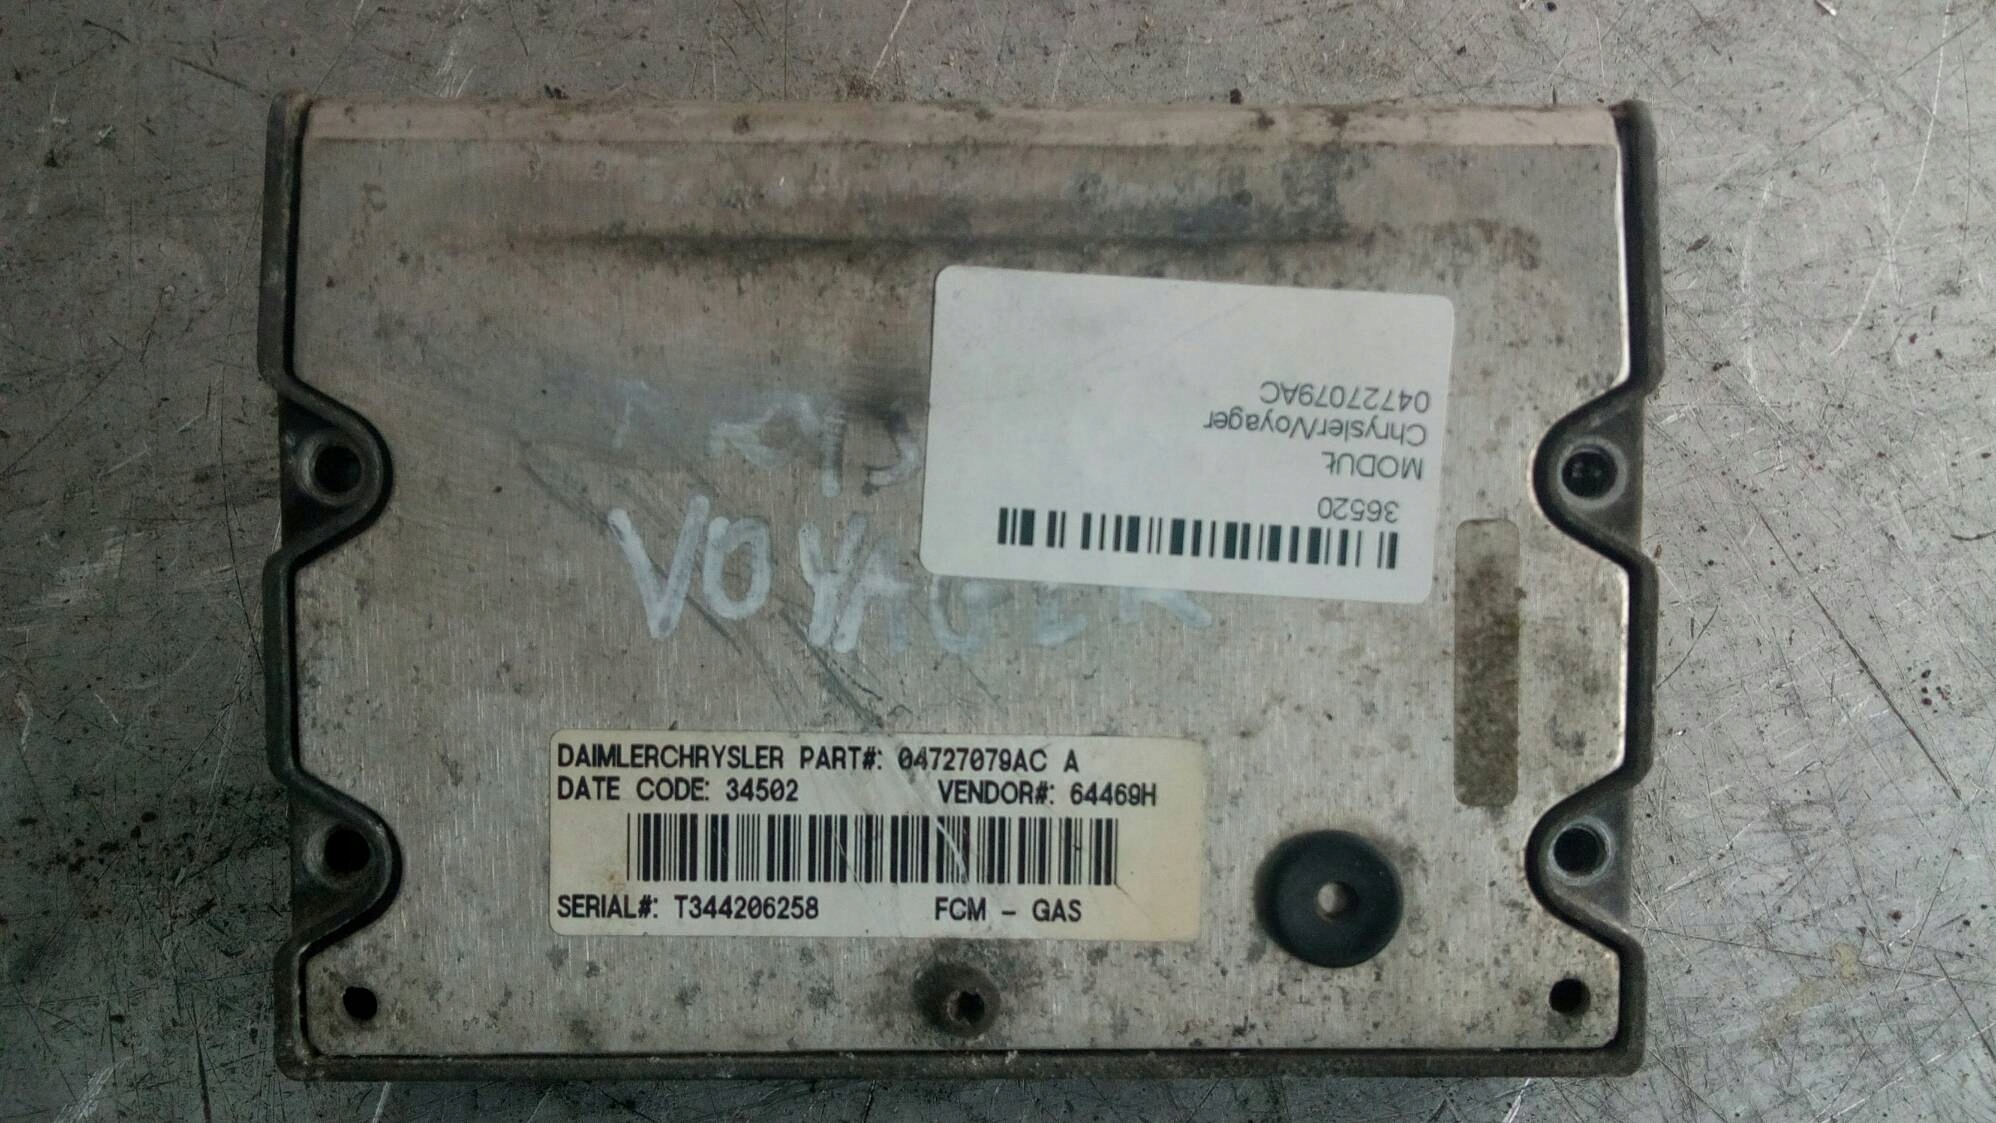 VOYAGER
36520
MODUŁ
Chrysler/Voyager
04727079AC
DAIMLERCHRYSLER PART#: 04727079AC A
DATE CODE: 34502 VENDOR#: 64469H
SERIAL#: T344206258 FCM - GAS